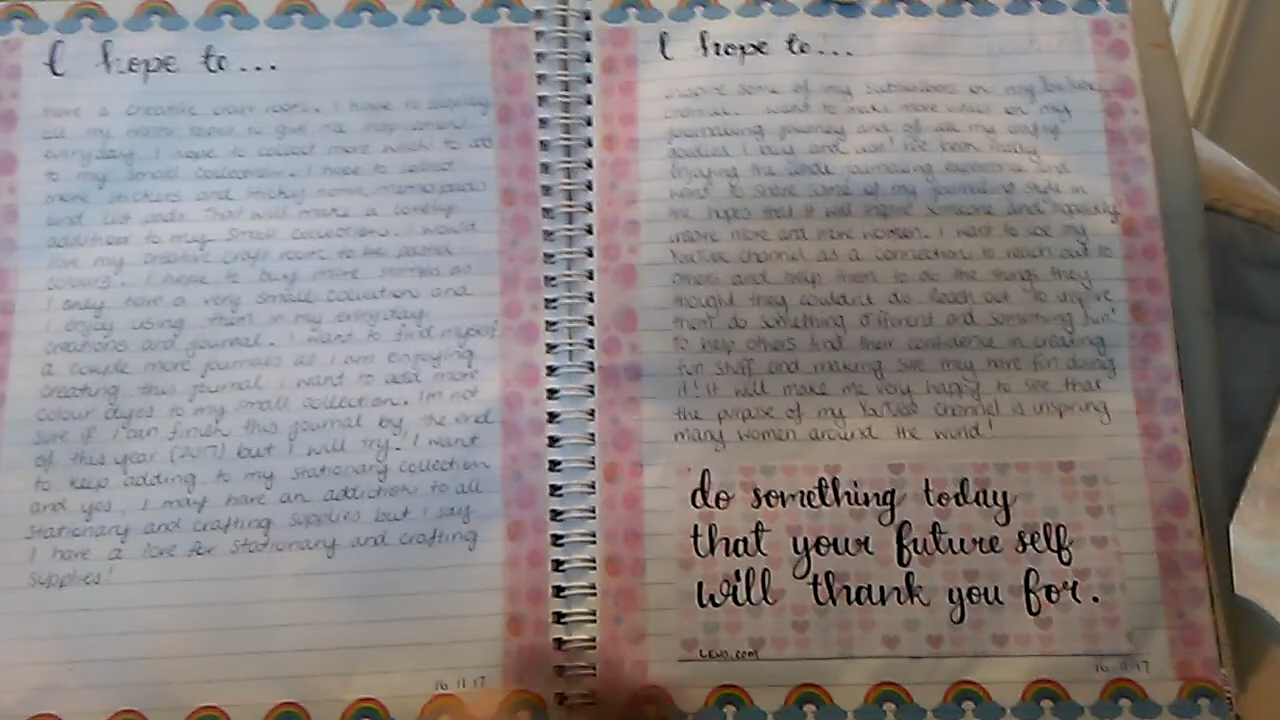 I hope to...
have a creative craft room. I hope to display
all my washi tapes to give me inspiration
everyday. I hope to collect more washi to add
to my small collection. I hope to collect
more stickers and sticky notes, memo pads
and list pads. That will make a lovely
addition to my small collection. I would
love my creative craft room to be pastel
colours. I hope to buy more stamps as
I only have a very small collection and
I enjoy using them in my everyday
creations and journal. I want to find myself
a couple more journals as I am enjoying
creating this journal. I want to add more
colour dyes to my small collection. I'm not
sure if I can finish this journal by the end
of this year (2017) but I will try. I want
to keep adding to my stationary collection
and yes, I may have an addiction to all
stationary and crafting supplies but I say
I have a love for stationary and crafting
supplies!
16.11.17
I hope to...
inspire some of my subscribers on my Youtube
channel. I want to make more videos on my
journaling journey and of all my crafty
goodies I buy and use! I've been really
enjoying the whole journaling experience and
want to share some of my journaling style in
the hopes that it will inspire someone and hopefully
inspire more and more women. I want to use my
YouTube channel as a connection to reach out to
others and help them to do the things they
thought they couldn't do. Reach out to inspire
them do something different and something fun!
To help others find their confidence in creating
fun stuff and making sure they have fun doing
it! It will make me very happy to see that
the purpose of my YouTube channel is inspiring
many women around the world!
do something today
that your future self
will thank you for.
16.11.17